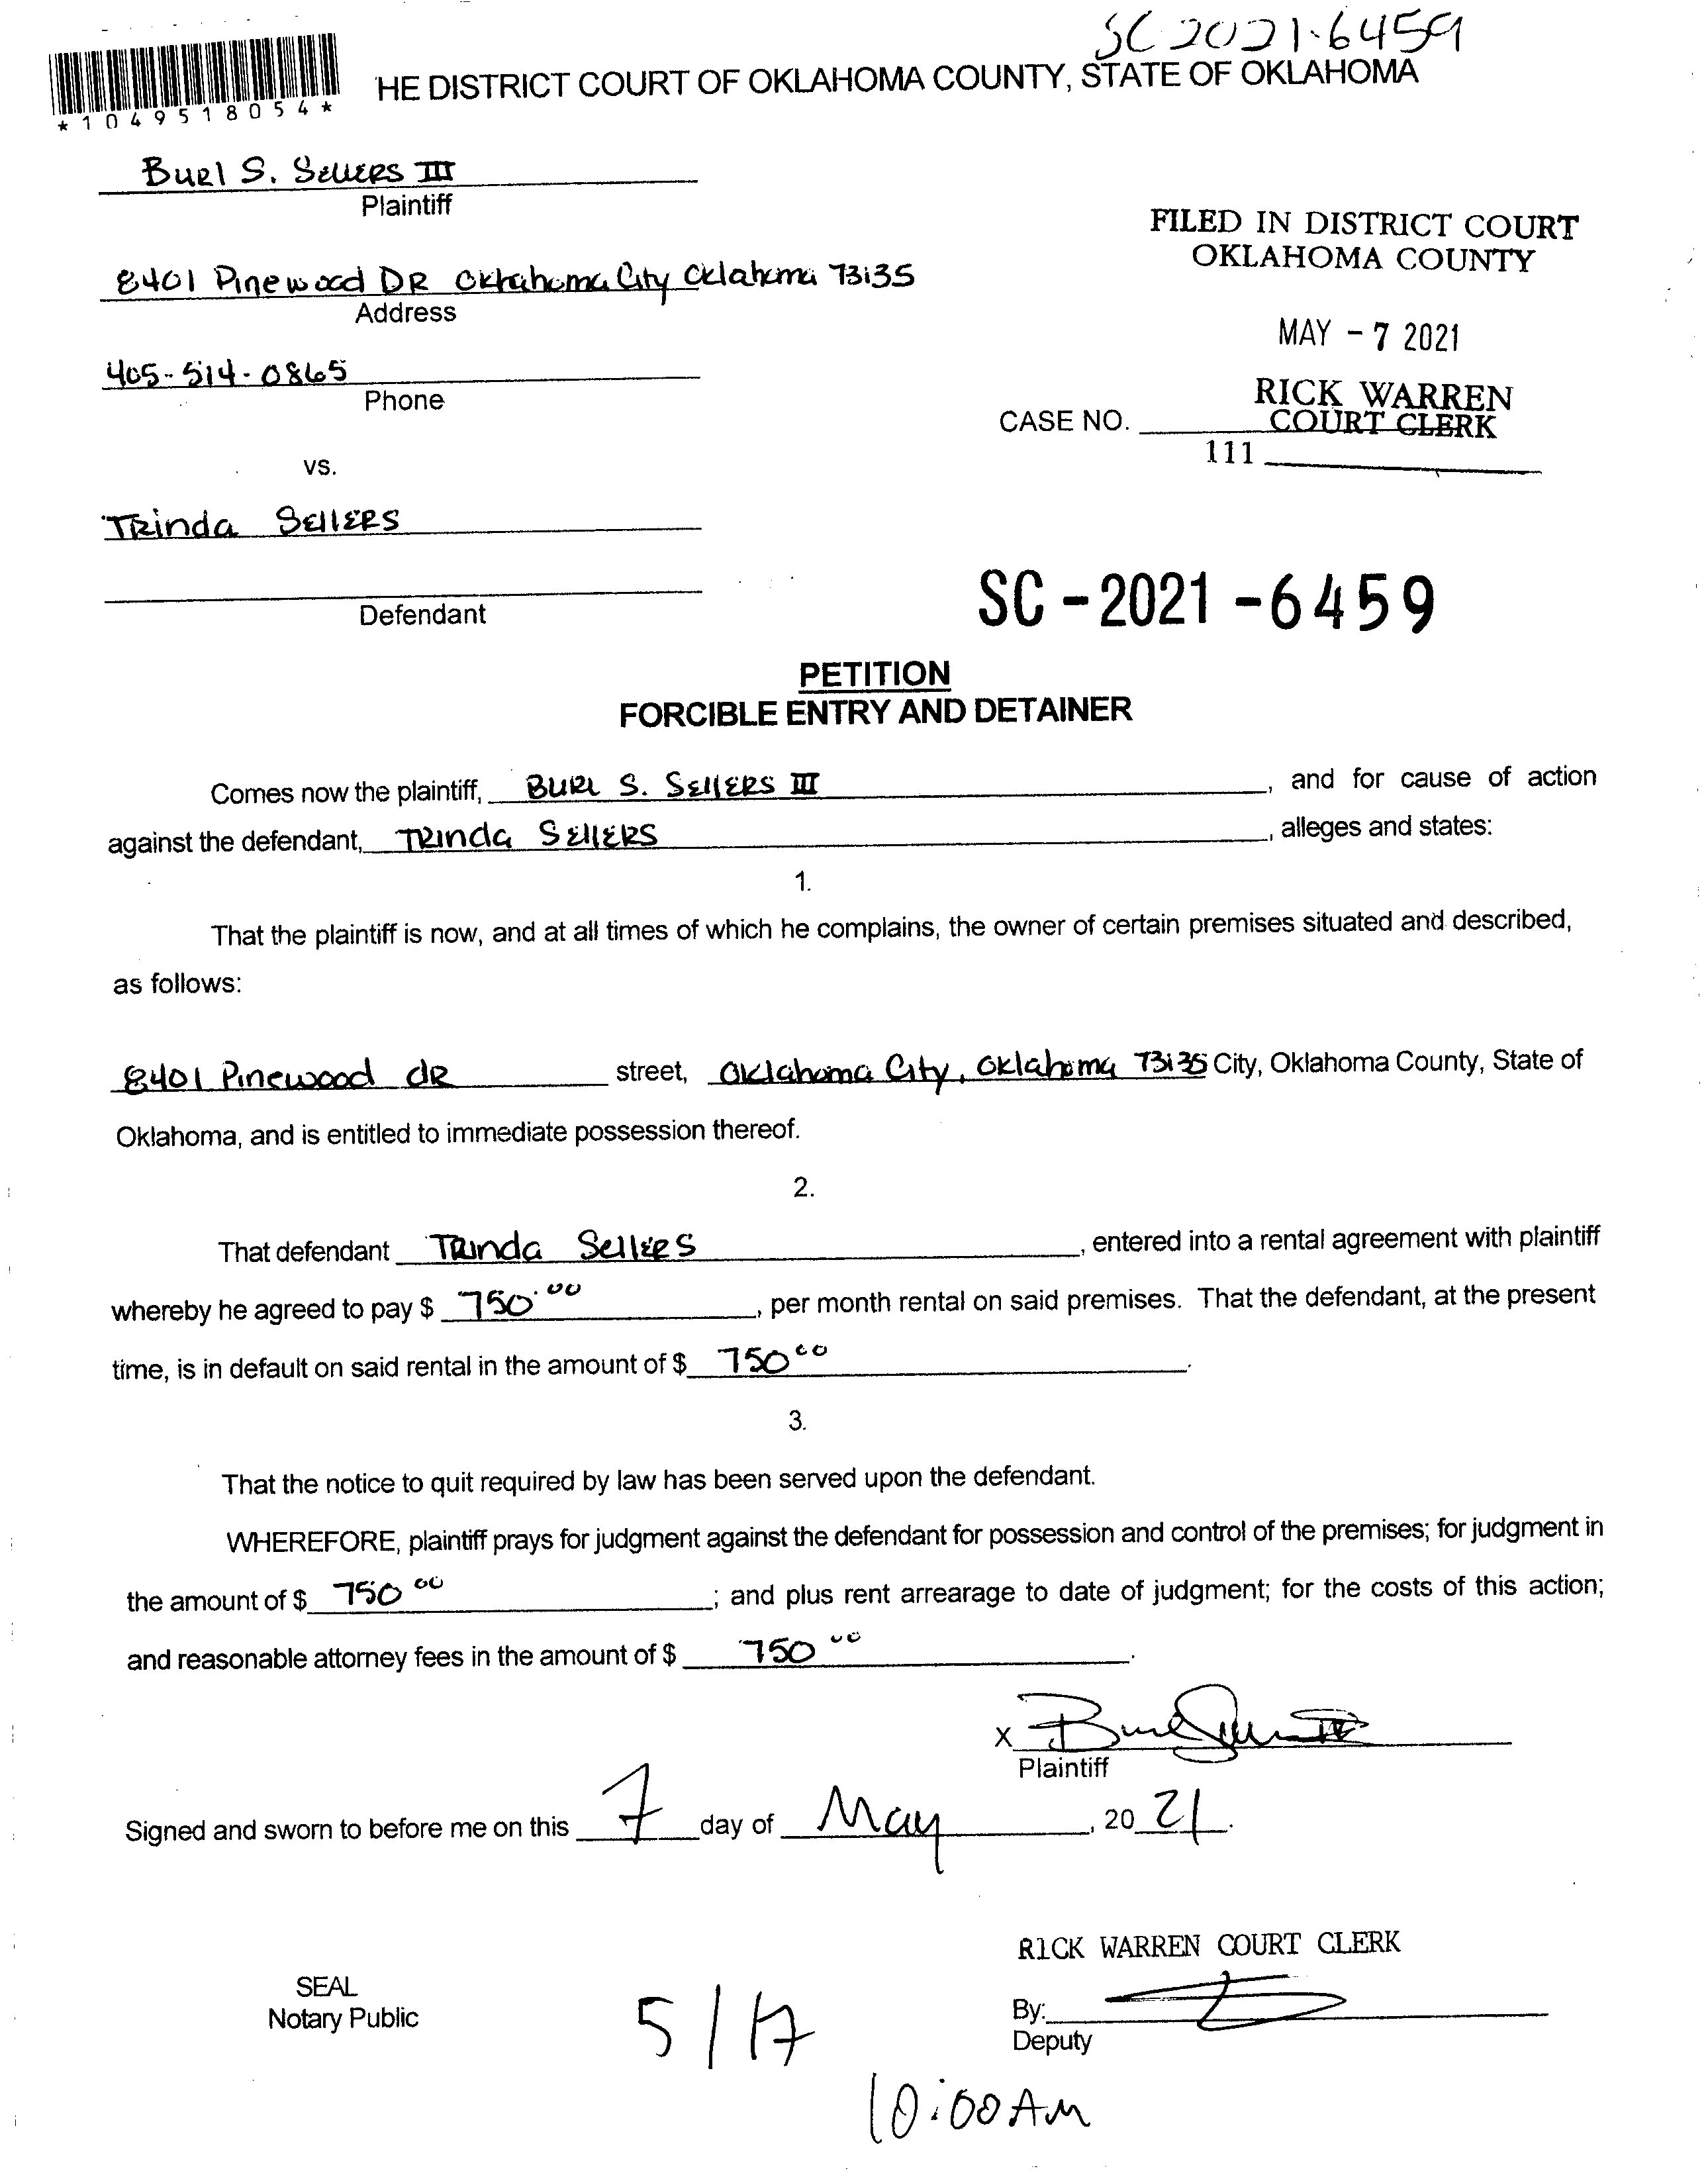 SC 2021-6459
*1049518054*
HE DISTRICT COURT OF OKLAHOMA COUNTY, STATE OF OKLAHOMA
Burl S. Sellers III
Plaintiff
FILED IN DISTRICT COURT
OKLAHOMA COUNTY
8401 Pinewood DR Oklahoma City Oklahoma 73135
Address
MAY - 7 2021
405-514-0865
Phone
RICK WARREN
COURT CLERK
CASE NO.
111
vs.
Trinda Sellers
Defendant
SC-2021-6459
PETITION
FORCIBLE ENTRY AND DETAINER
Comes now the plaintiff, Burl S. Sellers III, and for cause of action
against the defendant, Trinda Sellers, alleges and states:
1.
That the plaintiff is now, and at all times of which he complains, the owner of certain premises situated and described,
as follows:
8401 Pinewood dr street, Oklahoma City, Oklahoma 73135 City, Oklahoma County, State of
Oklahoma, and is entitled to immediate possession thereof.
2.
That defendant Trinda Sellers, entered into a rental agreement with plaintiff
whereby he agreed to pay $ 750.00, per month rental on said premises. That the defendant, at the present
time, is in default on said rental in the amount of $ 750 00.
3.
That the notice to quit required by law has been served upon the defendant.
WHEREFORE, plaintiff prays for judgment against the defendant for possession and control of the premises; for judgment in
the amount of $ 750 00; and plus rent arrearage to date of judgment; for the costs of this action;
and reasonable attorney fees in the amount of $ 750 00.
X Burl Sellers III
Plaintiff
Signed and sworn to before me on this 7 day of May, 20 21.
RICK WARREN COURT CLERK
SEAL
Notary Public
By:
Deputy
5/17
10:00 AM